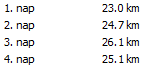 1. nap 23.0 km
2. nap 24.7 km
3. nap 26.1 km
4. nap 25.1 km